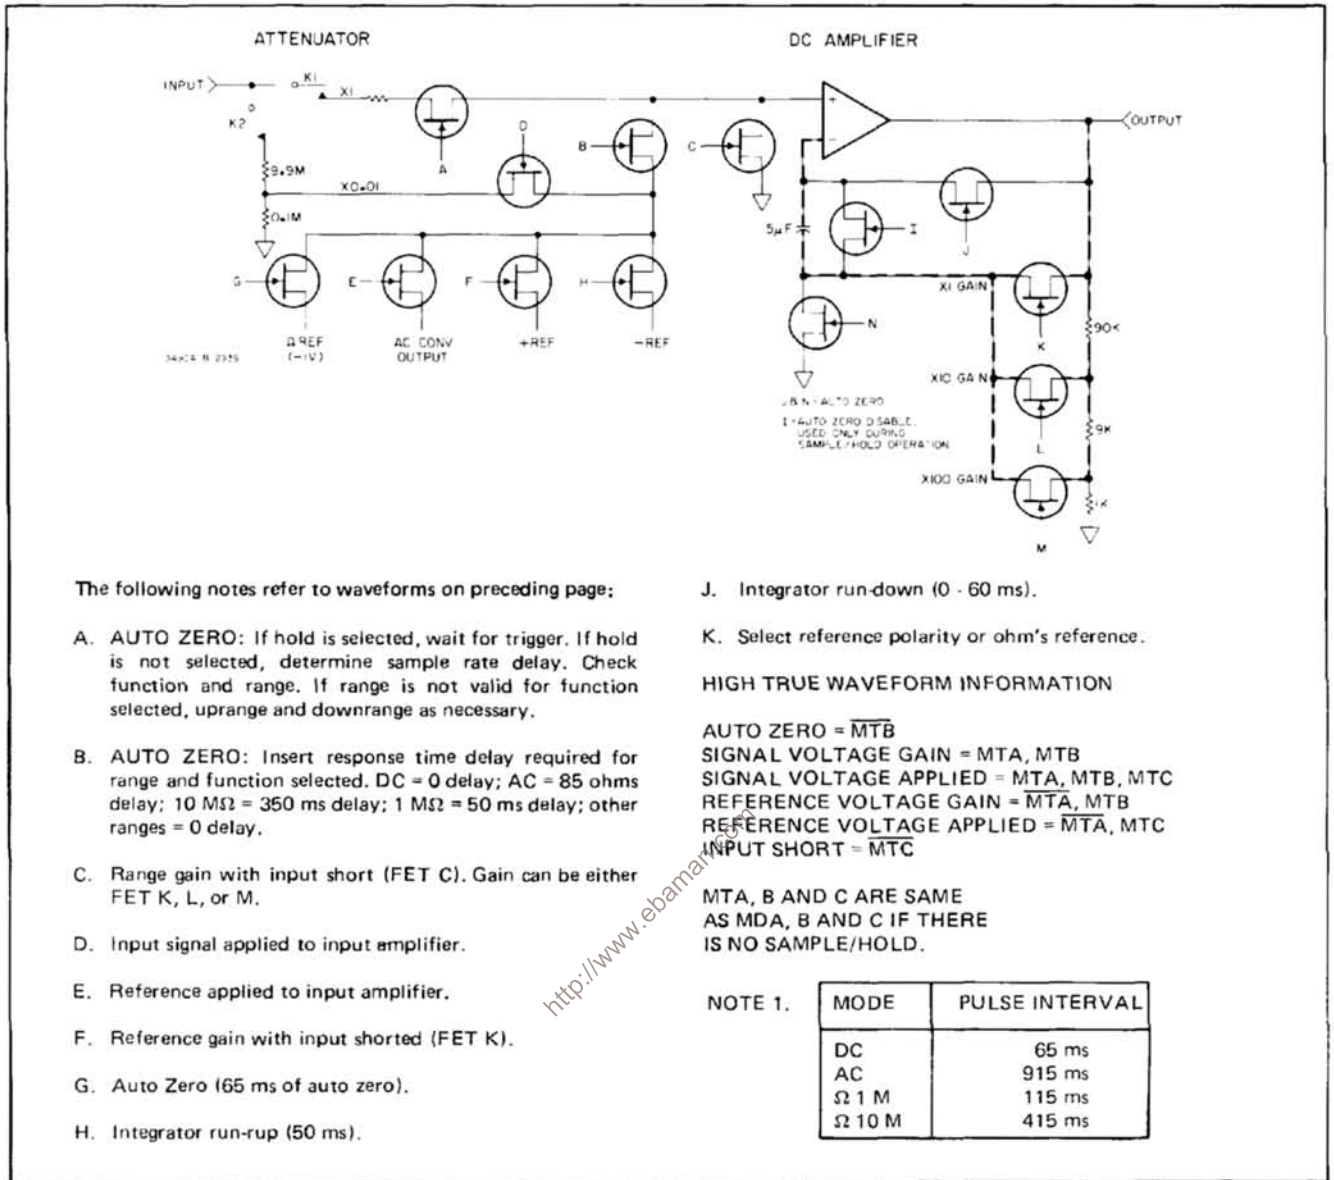 ATTENUATOR
DC AMPLIFIER
INPUT
K1
X1
K2
D
B
C
A
+
−
OUTPUT
9.9M
X0.01
0.1M
5µF
I
J
G
E
F
H
X1 GAIN
K
90K
N
Ω REF
(−1V)
AC CONV
OUTPUT
+REF
−REF
X10 GAIN
L
9K
I = AUTO ZERO DISABLE.
USED ONLY DURING
SAMPLE/HOLD OPERATION
X100 GAIN
1K
M
The following notes refer to waveforms on preceding page:
A. AUTO ZERO: If hold is selected, wait for trigger. If hold
is not selected, determine sample rate delay. Check
function and range. If range is not valid for function
selected, uprange and downrange as necessary.
B. AUTO ZERO: Insert response time delay required for
range and function selected. DC = 0 delay; AC = 85 ohms
delay; 10 MΩ = 350 ms delay; 1 MΩ = 50 ms delay; other
ranges = 0 delay.
C. Range gain with input short (FET C). Gain can be either
FET K, L, or M.
D. Input signal applied to input amplifier.
E. Reference applied to input amplifier.
F. Reference gain with input shorted (FET K).
G. Auto Zero (65 ms of auto zero).
H. Integrator run-rup (50 ms).
J. Integrator run-down (0 - 60 ms).
K. Select reference polarity or ohm's reference.
HIGH TRUE WAVEFORM INFORMATION
AUTO ZERO = M̅T̅B̅
SIGNAL VOLTAGE GAIN = MTA, MTB
SIGNAL VOLTAGE APPLIED = MTA, MTB, MTC
REFERENCE VOLTAGE GAIN = M̅T̅A̅, MTB
REFERENCE VOLTAGE APPLIED = M̅T̅A̅, MTC
INPUT SHORT = M̅T̅C̅
MTA, B AND C ARE SAME
AS MDA, B AND C IF THERE
IS NO SAMPLE/HOLD.
NOTE 1.
MODE PULSE INTERVAL
DC 65 ms
AC 915 ms
Ω 1 M 115 ms
Ω 10 M 415 ms
http://www.ebaman.com